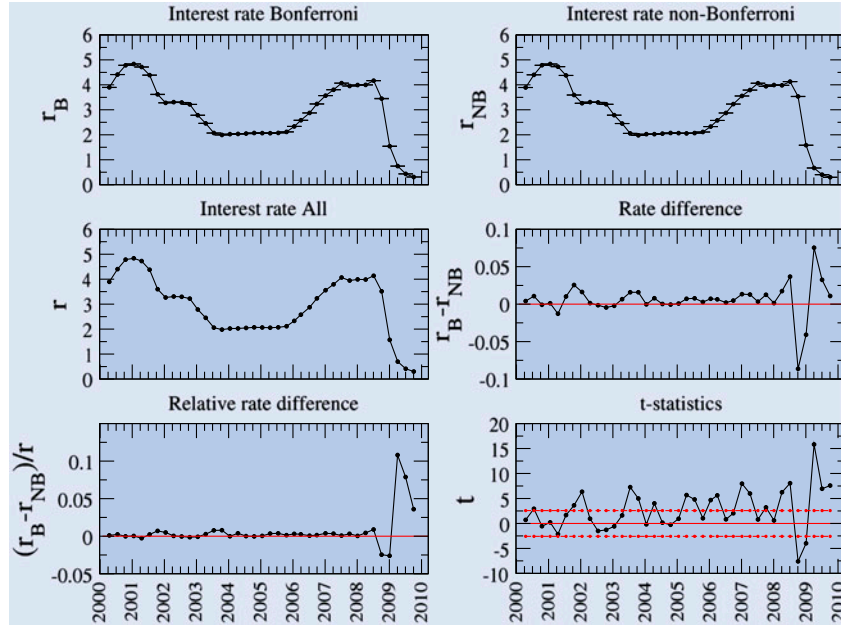 Interest rate Bonferroni
6
5
4
3
2
1
0
r_B
Interest rate non-Bonferroni
6
5
4
3
2
1
0
r_NB
Interest rate All
6
5
4
3
2
1
0
r
Rate difference
0.1
0.05
0
-0.05
-0.1
r_B-r_NB
Relative rate difference
0.1
0.05
0
-0.05
(r_B-r_NB)/r
2000 2001 2002 2003 2004 2005 2006 2007 2008 2009 2010
t-statistics
20
15
10
5
0
-5
-10
t
2000 2001 2002 2003 2004 2005 2006 2007 2008 2009 2010